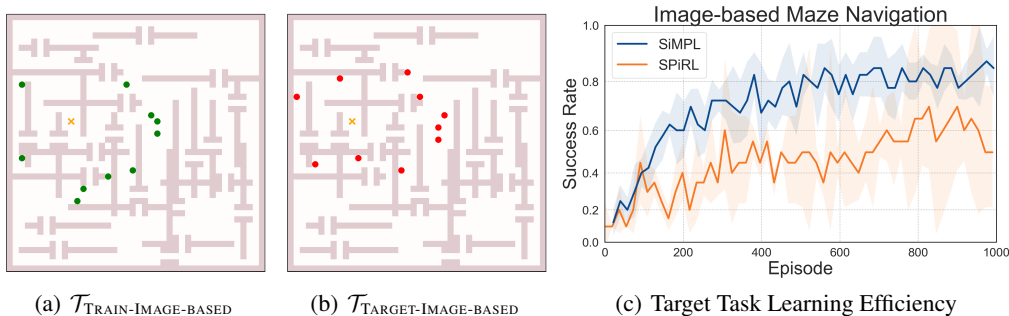 Image-based Maze Navigation
SiMPL
SPiRL
Success Rate
1.0
0.8
0.6
0.4
0.2
0.0
0 200 400 600 800 1000
Episode
(a) 𝒯TRAIN-IMAGE-BASED
(b) 𝒯TARGET-IMAGE-BASED
(c) Target Task Learning Efficiency